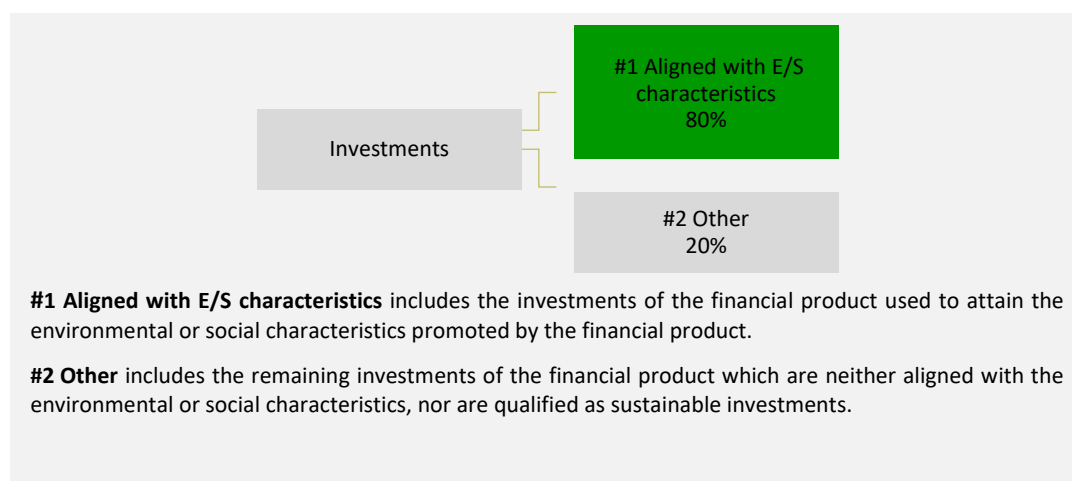 #1 Aligned with E/S
characteristics
80%
Investments
#2 Other
20%
#1 Aligned with E/S characteristics includes the investments of the financial product used to attain the
environmental or social characteristics promoted by the financial product.
#2 Other includes the remaining investments of the financial product which are neither aligned with the
environmental or social characteristics, nor are qualified as sustainable investments.